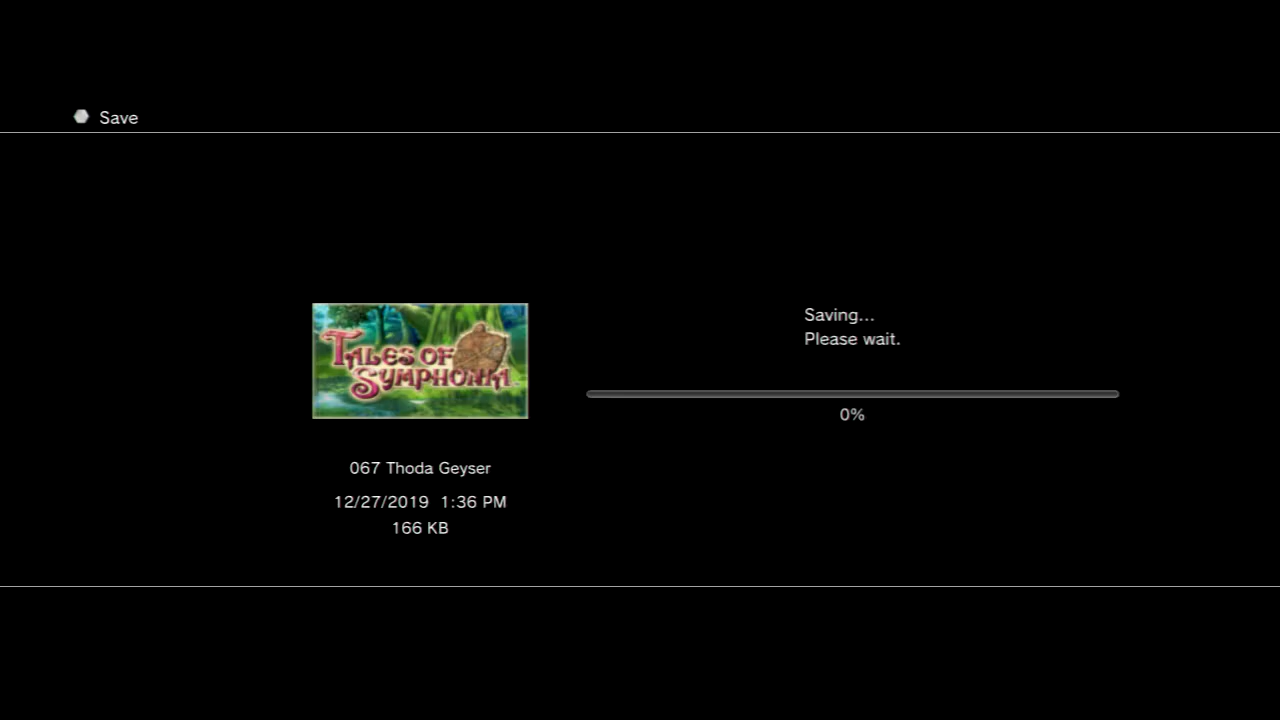 Save
TALES OF
SYMPHONIA
Saving...
Please wait.
0%
067 Thoda Geyser
12/27/2019 1:36 PM
166 KB